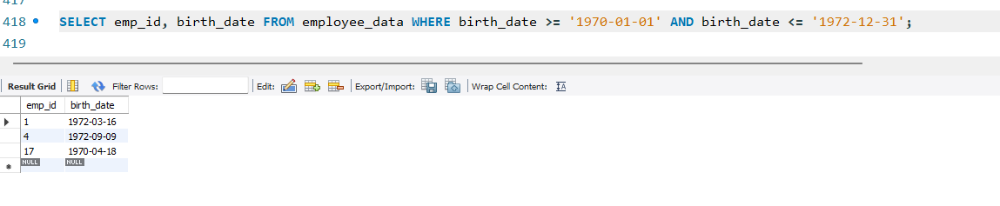 417
418 SELECT emp_id, birth_date FROM employee_data WHERE birth_date >= '1970-01-01' AND birth_date <= '1972-12-31';
419
Result Grid Filter Rows: Edit: Export/Import: Wrap Cell Content: IA
emp_id birth_date
1 1972-03-16
4 1972-09-09
17 1970-04-18
NULL NULL